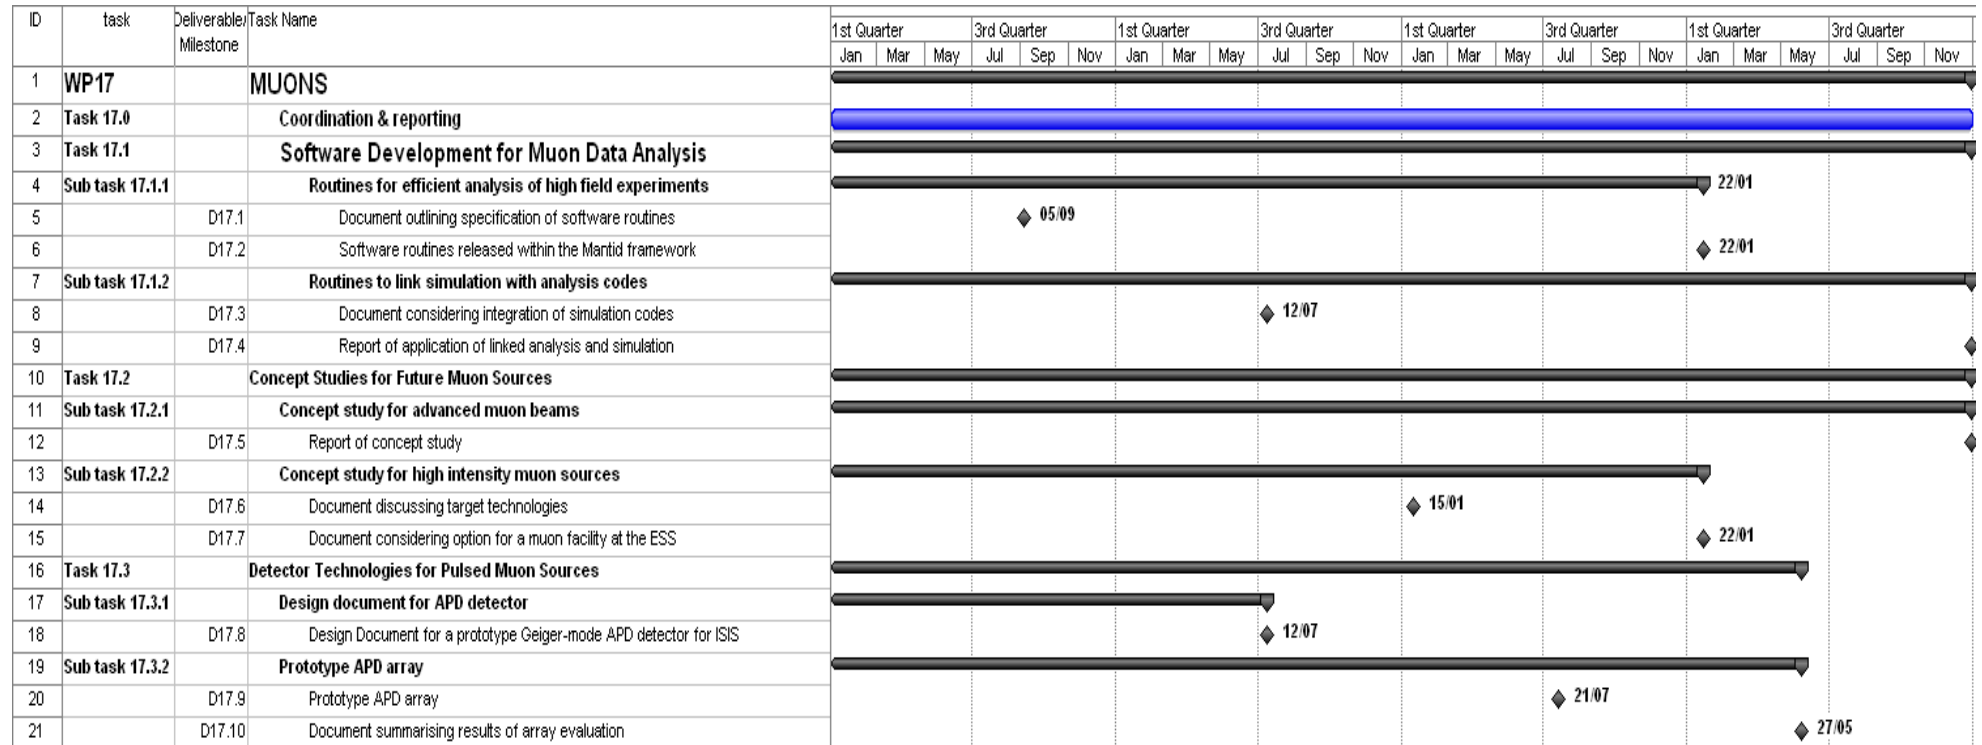 ID task Deliverable/ Task Name
Milestone
1st Quarter 3rd Quarter 1st Quarter 3rd Quarter 1st Quarter 3rd Quarter 1st Quarter 3rd Quarter
Jan Mar May Jul Sep Nov Jan Mar May Jul Sep Nov Jan Mar May Jul Sep Nov Jan Mar May Jul Sep Nov
1 WP17 MUONS
2 Task 17.0 Coordination & reporting
3 Task 17.1 Software Development for Muon Data Analysis
4 Sub task 17.1.1 Routines for efficient analysis of high field experiments 22/01
5 D17.1 Document outlining specification of software routines 05/09
6 D17.2 Software routines released within the Mantid framework 22/01
7 Sub task 17.1.2 Routines to link simulation with analysis codes
8 D17.3 Document considering integration of simulation codes 12/07
9 D17.4 Report of application of linked analysis and simulation
10 Task 17.2 Concept Studies for Future Muon Sources
11 Sub task 17.2.1 Concept study for advanced muon beams
12 D17.5 Report of concept study
13 Sub task 17.2.2 Concept study for high intensity muon sources
14 D17.6 Document discussing target technologies 15/01
15 D17.7 Document considering option for a muon facility at the ESS 22/01
16 Task 17.3 Detector Technologies for Pulsed Muon Sources
17 Sub task 17.3.1 Design document for APD detector
18 D17.8 Design Document for a prototype Geiger-mode APD detector for ISIS 12/07
19 Sub task 17.3.2 Prototype APD array
20 D17.9 Prototype APD array 21/07
21 D17.10 Document summarising results of array evaluation 27/05